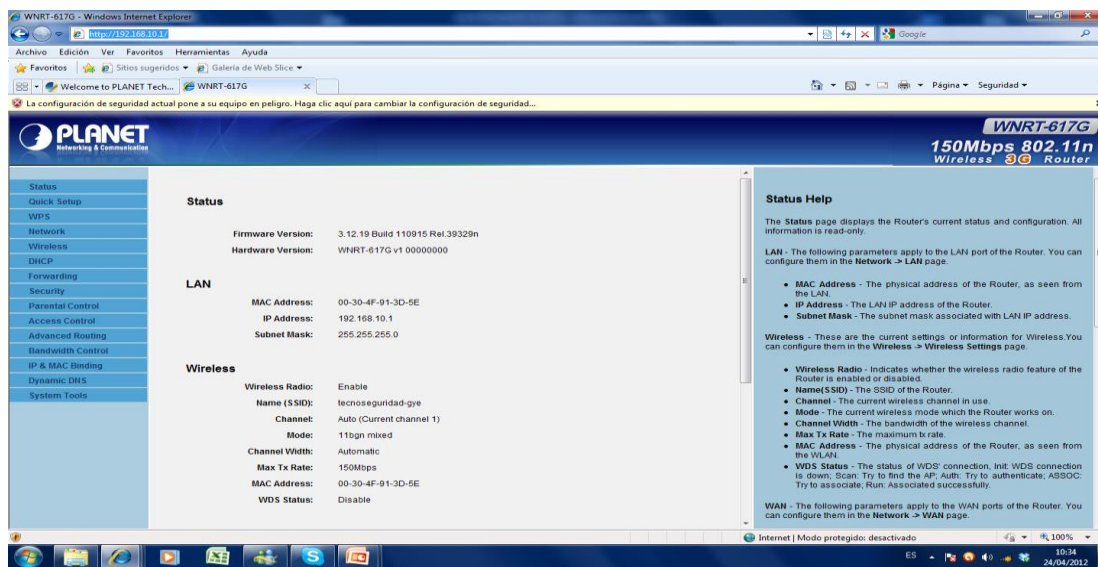 WNRT-617G - Windows Internet Explorer
http://192.168.10.1/
Google
Archivo Edición Ver Favoritos Herramientas Ayuda
Favoritos Sitios sugeridos Galería de Web Slice
Welcome to PLANET Tech... WNRT-617G Página Seguridad
La configuración de seguridad actual pone a su equipo en peligro. Haga clic aquí para cambiar la configuración de seguridad...
PLANET
Networking & Communication
WNRT-617G
150Mbps 802.11n
Wireless 3G Router
Status
Quick Setup
WPS
Network
Wireless
DHCP
Forwarding
Security
Parental Control
Access Control
Advanced Routing
Bandwidth Control
IP & MAC Binding
Dynamic DNS
System Tools
Status
Firmware Version: 3.12.19 Build 110915 Rel.39329n
Hardware Version: WNRT-617G v1 00000000
LAN
MAC Address: 00-30-4F-91-3D-5E
IP Address: 192.168.10.1
Subnet Mask: 255.255.255.0
Wireless
Wireless Radio: Enable
Name (SSID): tecnoseguridad-gye
Channel: Auto (Current channel 1)
Mode: 11bgn mixed
Channel Width: Automatic
Max Tx Rate: 150Mbps
MAC Address: 00-30-4F-91-3D-5E
WDS Status: Disable
Status Help
The Status page displays the Router's current status and configuration. All
information is read-only.
LAN - The following parameters apply to the LAN port of the Router. You can
configure them in the Network -> LAN page.
MAC Address - The physical address of the Router, as seen from
the LAN.
IP Address - The LAN IP address of the Router.
Subnet Mask - The subnet mask associated with LAN IP address.
Wireless - These are the current settings or information for Wireless.You
can configure them in the Wireless -> Wireless Settings page.
Wireless Radio - Indicates whether the wireless radio feature of the
Router is enabled or disabled.
Name(SSID) - The SSID of the Router.
Channel - The current wireless channel in use.
Mode - The current wireless mode which the Router works on.
Channel Width - The bandwidth of the wireless channel.
Max Tx Rate - The maximum tx rate.
MAC Address - The physical address of the Router, as seen from
the WLAN.
WDS Status - The status of WDS' connection, Init: WDS connection
is down; Scan: Try to find the AP; Auth: Try to authenticate; ASSOC:
Try to associate; Run: Associated successfully.
WAN - The following parameters apply to the WAN ports of the Router. You
can configure them in the Network -> WAN page.
Internet | Modo protegido: desactivado 100%
ES 10:34
24/04/2012